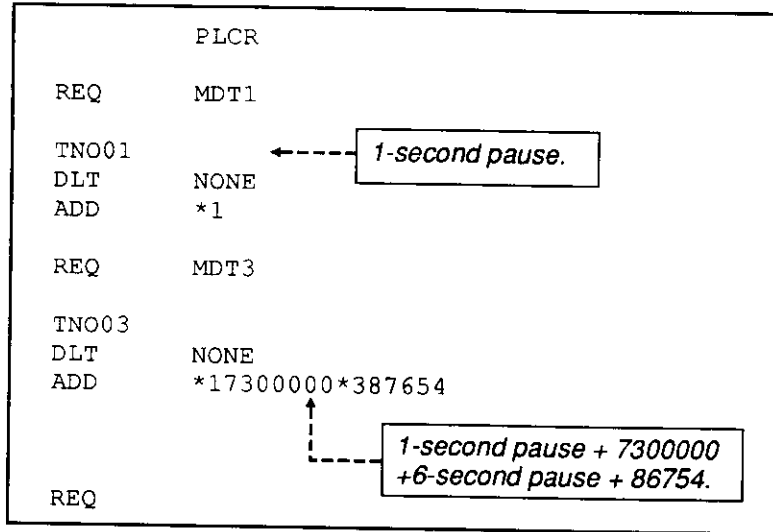 PLCR
REQ MDT1
TNO01
1-second pause.
DLT NONE
ADD *1
REQ MDT3
TNO03
DLT NONE
ADD *17300000*387654
1-second pause + 7300000
+6-second pause + 86754.
REQ